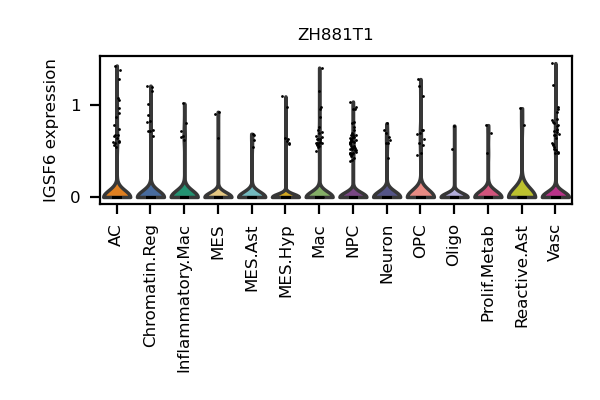 ZH881T1
IGSF6 expression
1
0
AC
Chromatin.Reg
Inflammatory.Mac
MES
MES.Ast
MES.Hyp
Mac
NPC
Neuron
OPC
Oligo
Prolif.Metab
Reactive.Ast
Vasc